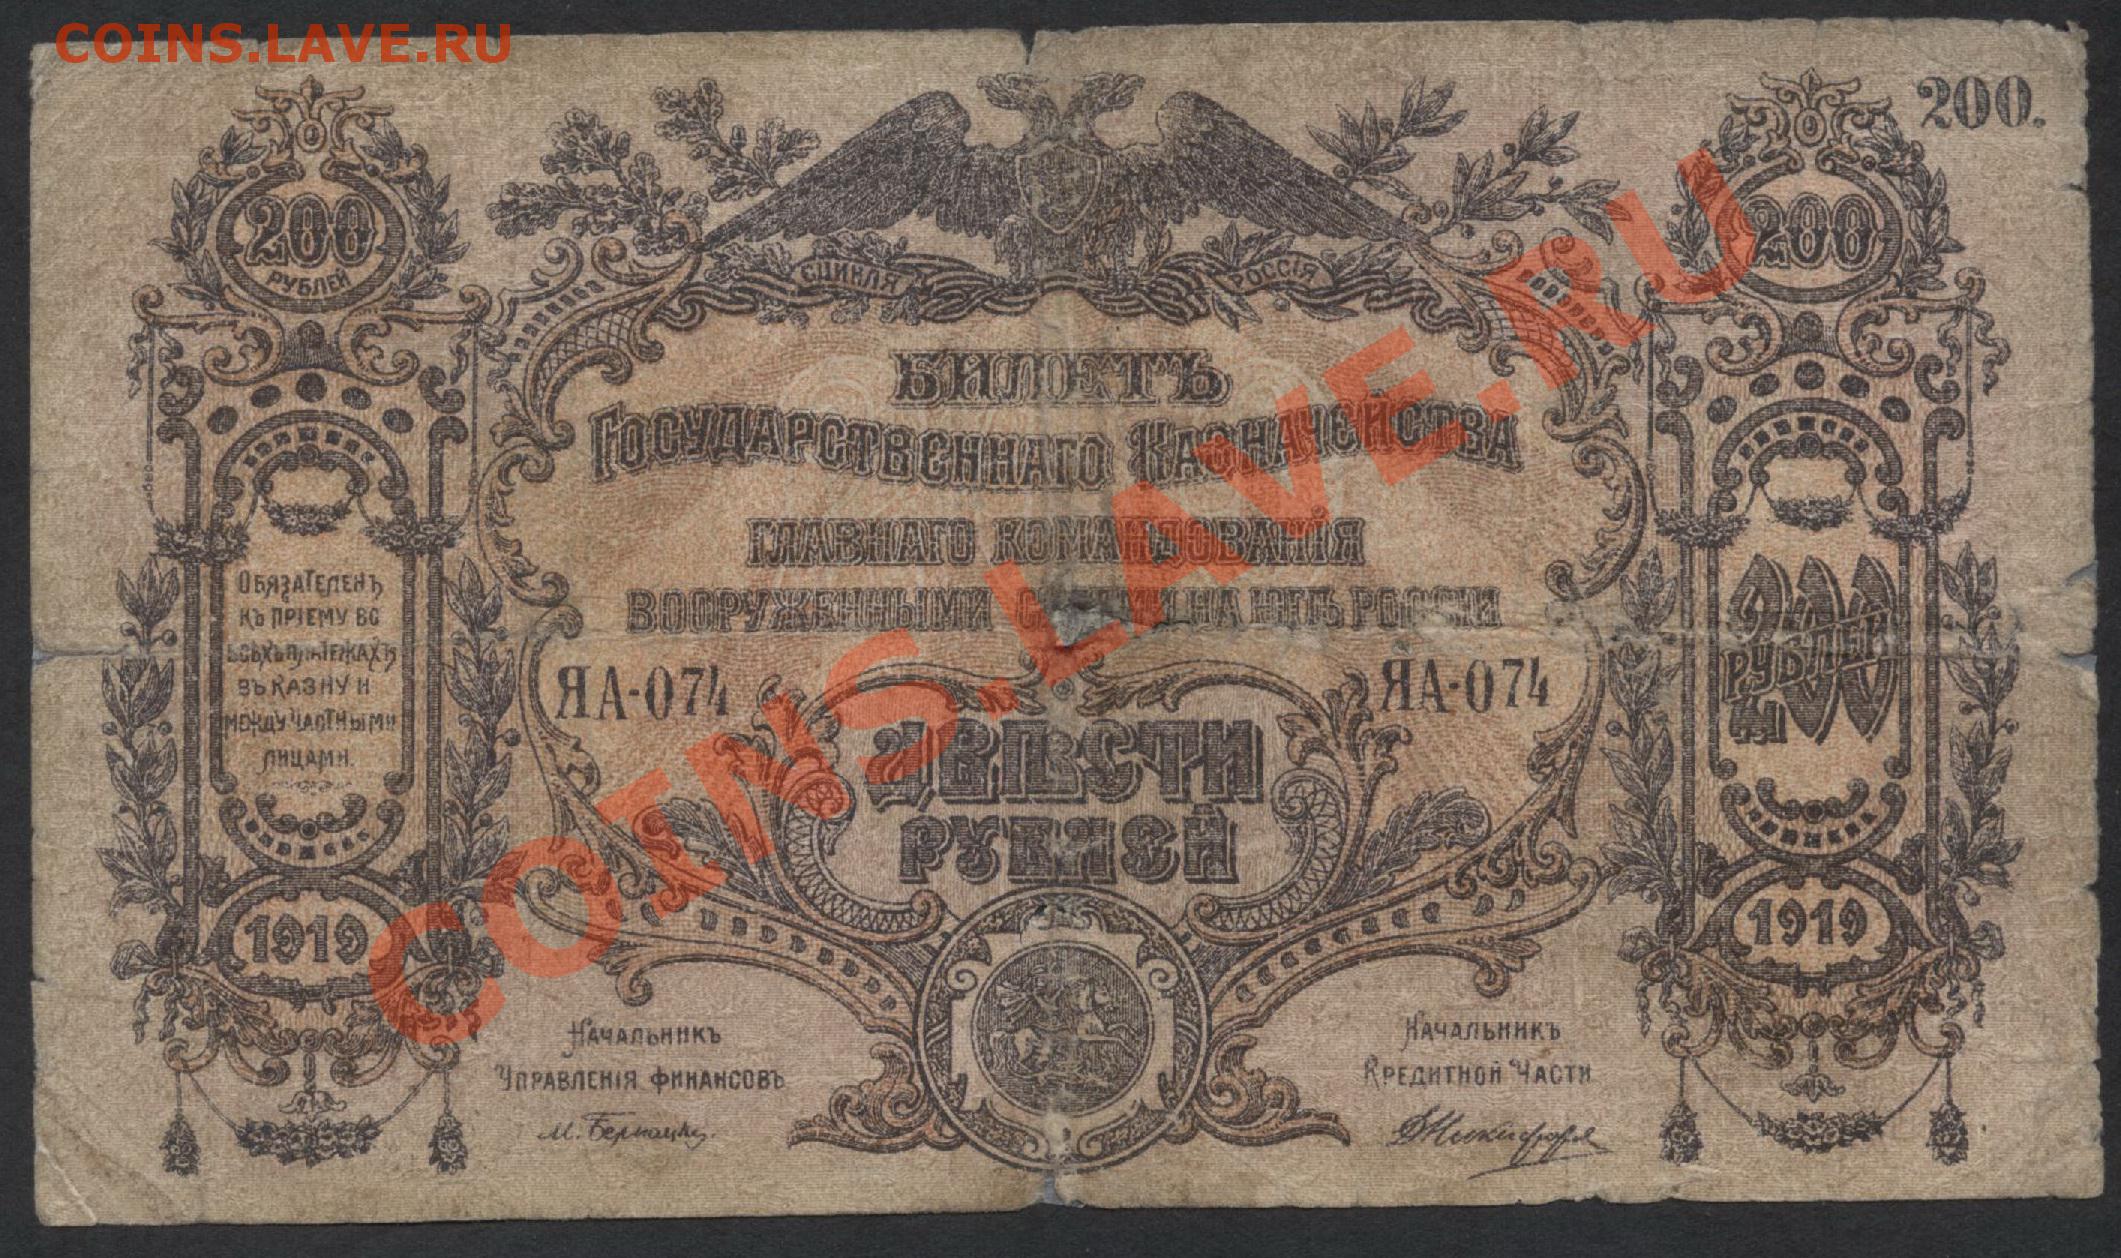 COINS.LAVE.RU
200.
200
РУБЛЕЙ
200
ЕДИНАЯ РОССІЯ
БИЛЕТЪ
ГОСУДАРСТВЕННАГО КАЗНАЧЕЙСТВА
ГЛАВНАГО КОМАНДОВАНІЯ
ВООРУЖЕННЫМИ СИЛАМИ НА ЮГѢ РОССІИ
ОБЯЗАТЕЛЕНЪ
КЪ ПРІЕМУ ВО
ВСѢХЪ ПЛАТЕЖАХЪ
ВЪ КАЗНУ И
МЕЖДУ ЧАСТНЫМИ
ЛИЦАМИ.
ЯА-074 ЯА-074
200
РУБЛЕЙ
ДВѢСТИ
РУБЛЕЙ
1919 1919
НАЧАЛЬНИКЪ
УПРАВЛЕНІЯ ФИНАНСОВЪ
М. Бернацкій.
НАЧАЛЬНИКЪ
КРЕДИТНОЙ ЧАСТИ
COINS.LAVE.RU